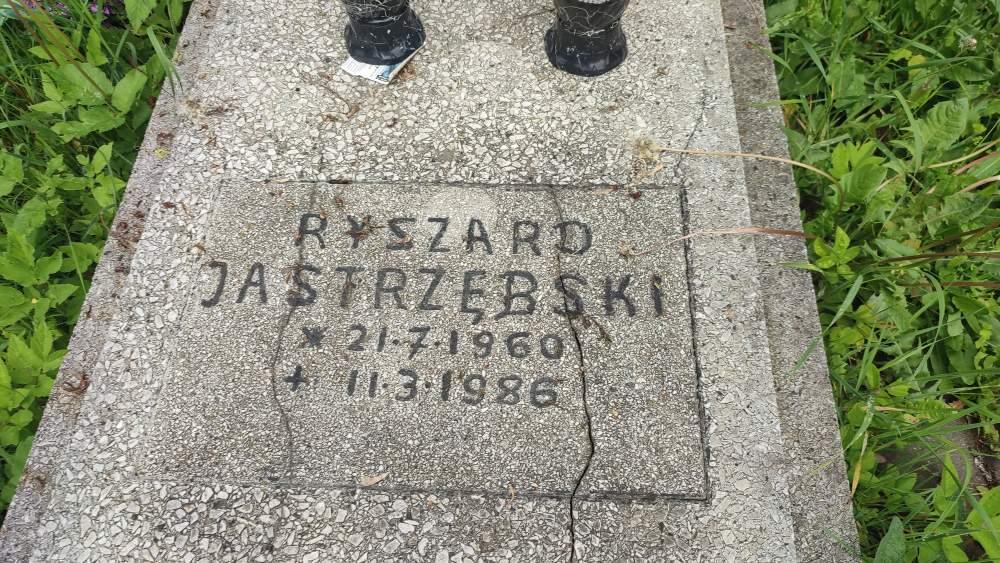 RYSZARD
JASTRZĘBSKI
* 21.7.1960
+ 11.3.1986